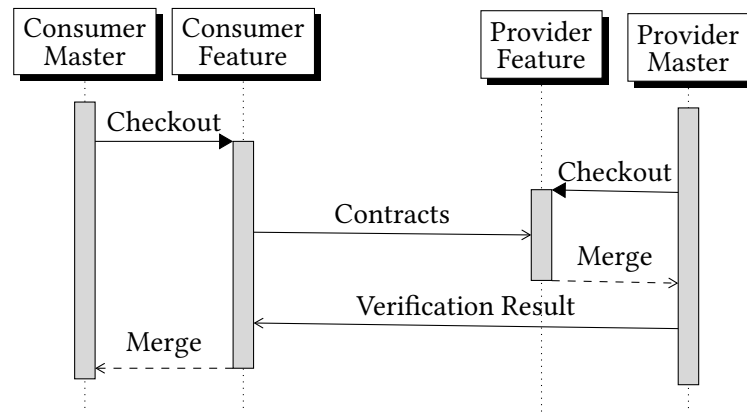 Consumer
Master
Consumer
Feature
Provider
Feature
Provider
Master
Checkout
Checkout
Contracts
Merge
Verification Result
Merge